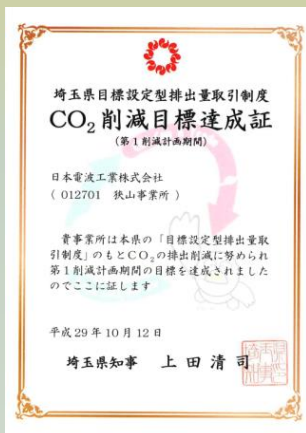 埼玉県目標設定型排出量取引制度
CO₂削減目標達成証
(第1削減計画期間)
日本電波工業株式会社
( 012701 狭山事業所 )
貴事業所は本県の「目標設定型排出量取
引制度」のもとCO₂の排出削減に努められ
第1削減計画期間の目標を達成されました
のでここに証します
平成29年10月12日
埼玉県知事 上田清司